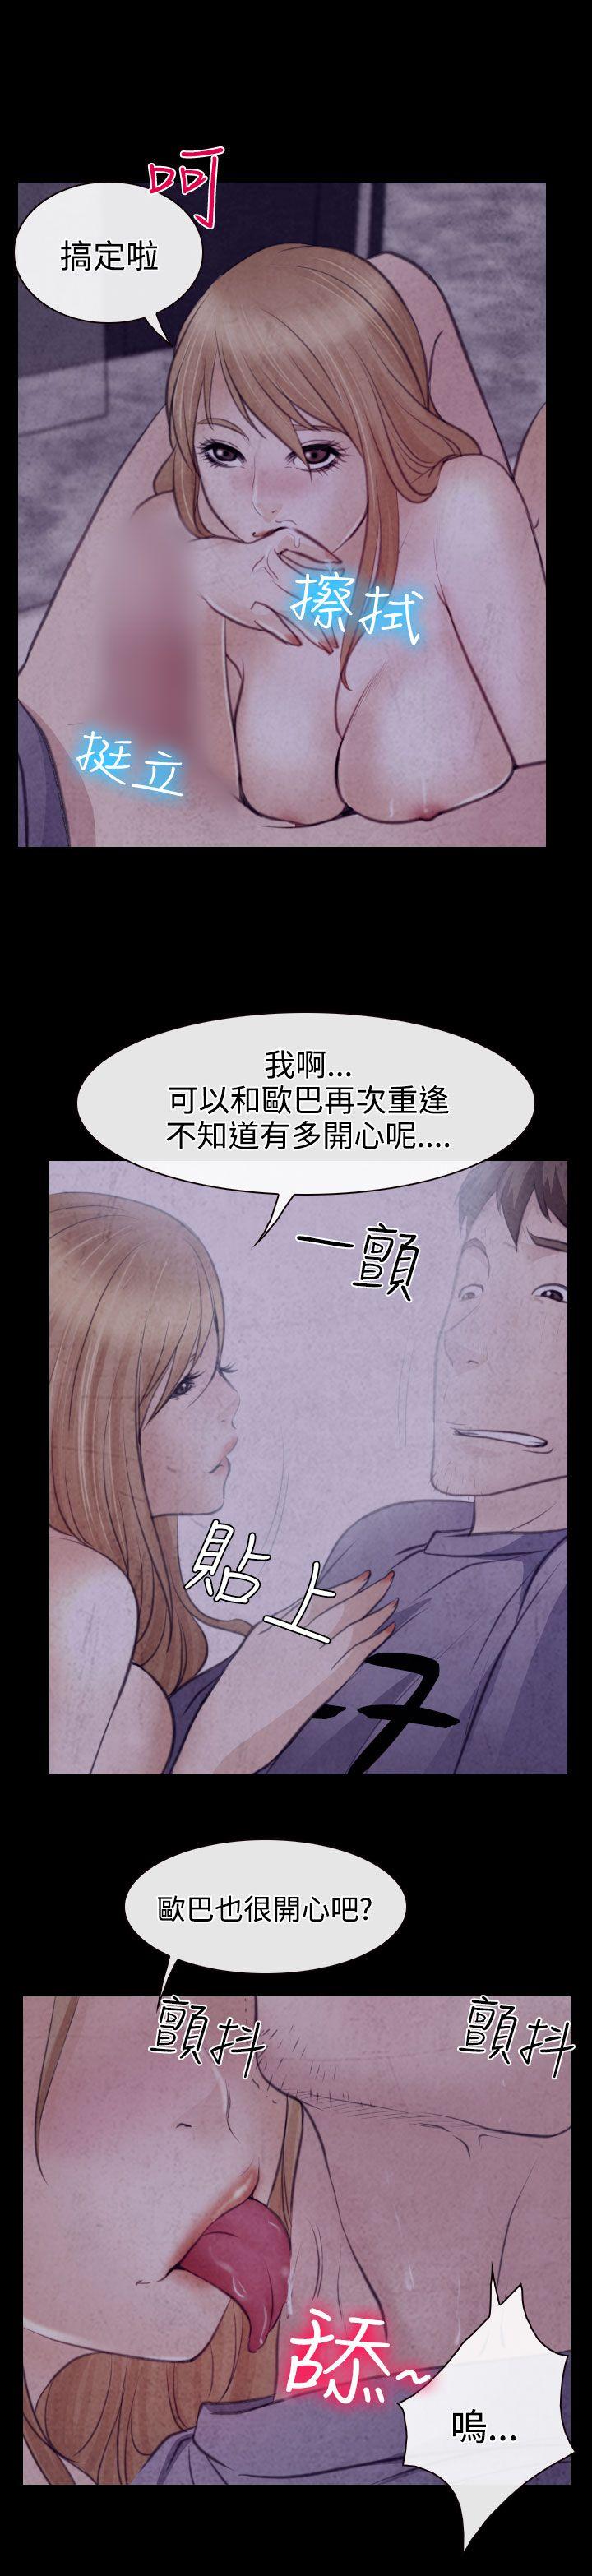 呵
搞定啦
擦拭
挺立
我啊...
可以和歐巴再次重逢
不知道有多開心呢....
一顫
貼上
歐巴也很開心吧?
顫抖
顫抖
舔~
嗚...